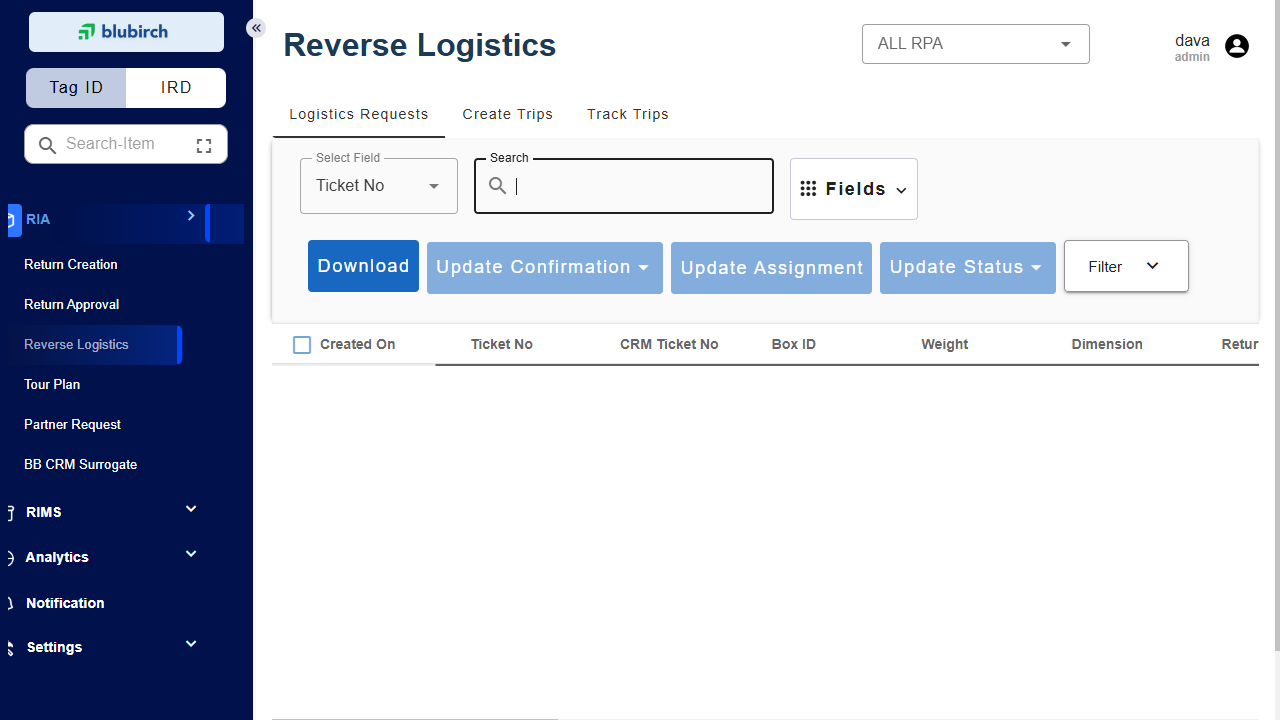 blubirch
Tag ID
IRD
Search-Item
RIA
Return Creation
Return Approval
Reverse Logistics
Tour Plan
Partner Request
BB CRM Surrogate
RIMS
Analytics
Notification
Settings
Reverse Logistics
ALL RPA
dava
admin
Logistics Requests
Create Trips
Track Trips
Select Field
Ticket No
Search
Fields
Download
Update Confirmation
Update Assignment
Update Status
Filter
Created On
Ticket No
CRM Ticket No
Box ID
Weight
Dimension
Retur